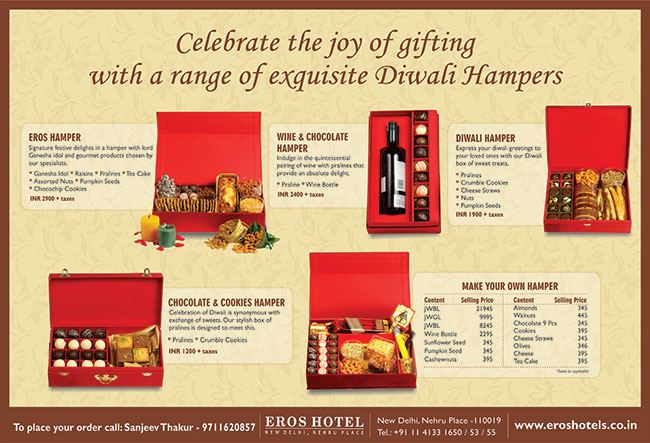 Celebrate the joy of gifting
with a range of exquisite Diwali Hampers
EROS HAMPER
Signature festive delights in a hamper with lord
Ganesha idol and gourmet products chosen by
our specialists.
* Ganesha Idol * Raisins * Pralines * Tea Cake
* Assorted Nuts * Pumpkin Seeds
* Chocochip Cookies
INR 2900 + taxes
WINE & CHOCOLATE
HAMPER
Indulge in the quintessential
pairing of wine with pralines that
provide an absolute delight.
* Praline * Wine Bottle
INR 2400 + taxes
DIWALI HAMPER
Express your diwali greetings to
your loved ones with our Diwali
box of sweet treats.
* Pralines
* Crumble Cookies
* Cheese Straws
* Nuts
* Pumpkin Seeds
INR 1900 + taxes
CHOCOLATE & COOKIES HAMPER
Celebration of Diwali is synonymous with
exchange of sweets. Our stylish box of
pralines is designed to meet this.
* Pralines * Crumble Cookies
INR 1200 + taxes
MAKE YOUR OWN HAMPER
Content Selling Price
JWBL 21945
JWGL 9995
JWBL 8245
Wine Bottle 2295
Sunflower Seed 345
Pumpkin Seed 345
Cashewnuts 395
Content Selling Price
Almonds 345
Walnuts 445
Chocolate 9 Pcs 345
Cookies 395
Cheese Straws 345
Olives 346
Cheese 395
Tea Cake 395
*Taxes as applicable
To place your order call: Sanjeev Thakur - 9711620857
EROS HOTEL
NEW DELHI, NEHRU PLACE
New Delhi, Nehru Place -110019
Tel.: +91 11 4133 1650 / 53 / 55
www.eroshotels.co.in